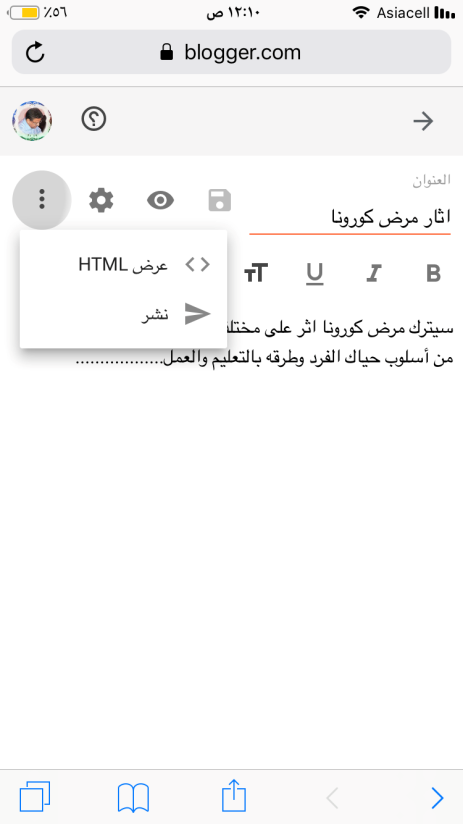 Asiacell ١٢:١٠ ص ٪٥٦
blogger.com
العنوان
اثار مرض كورونا
عرض HTML
نشر
B I U TT
سيترك مرض كورونا اثر على
من أسلوب حياك الفرد وطرقه بالتعليم والعمل..................